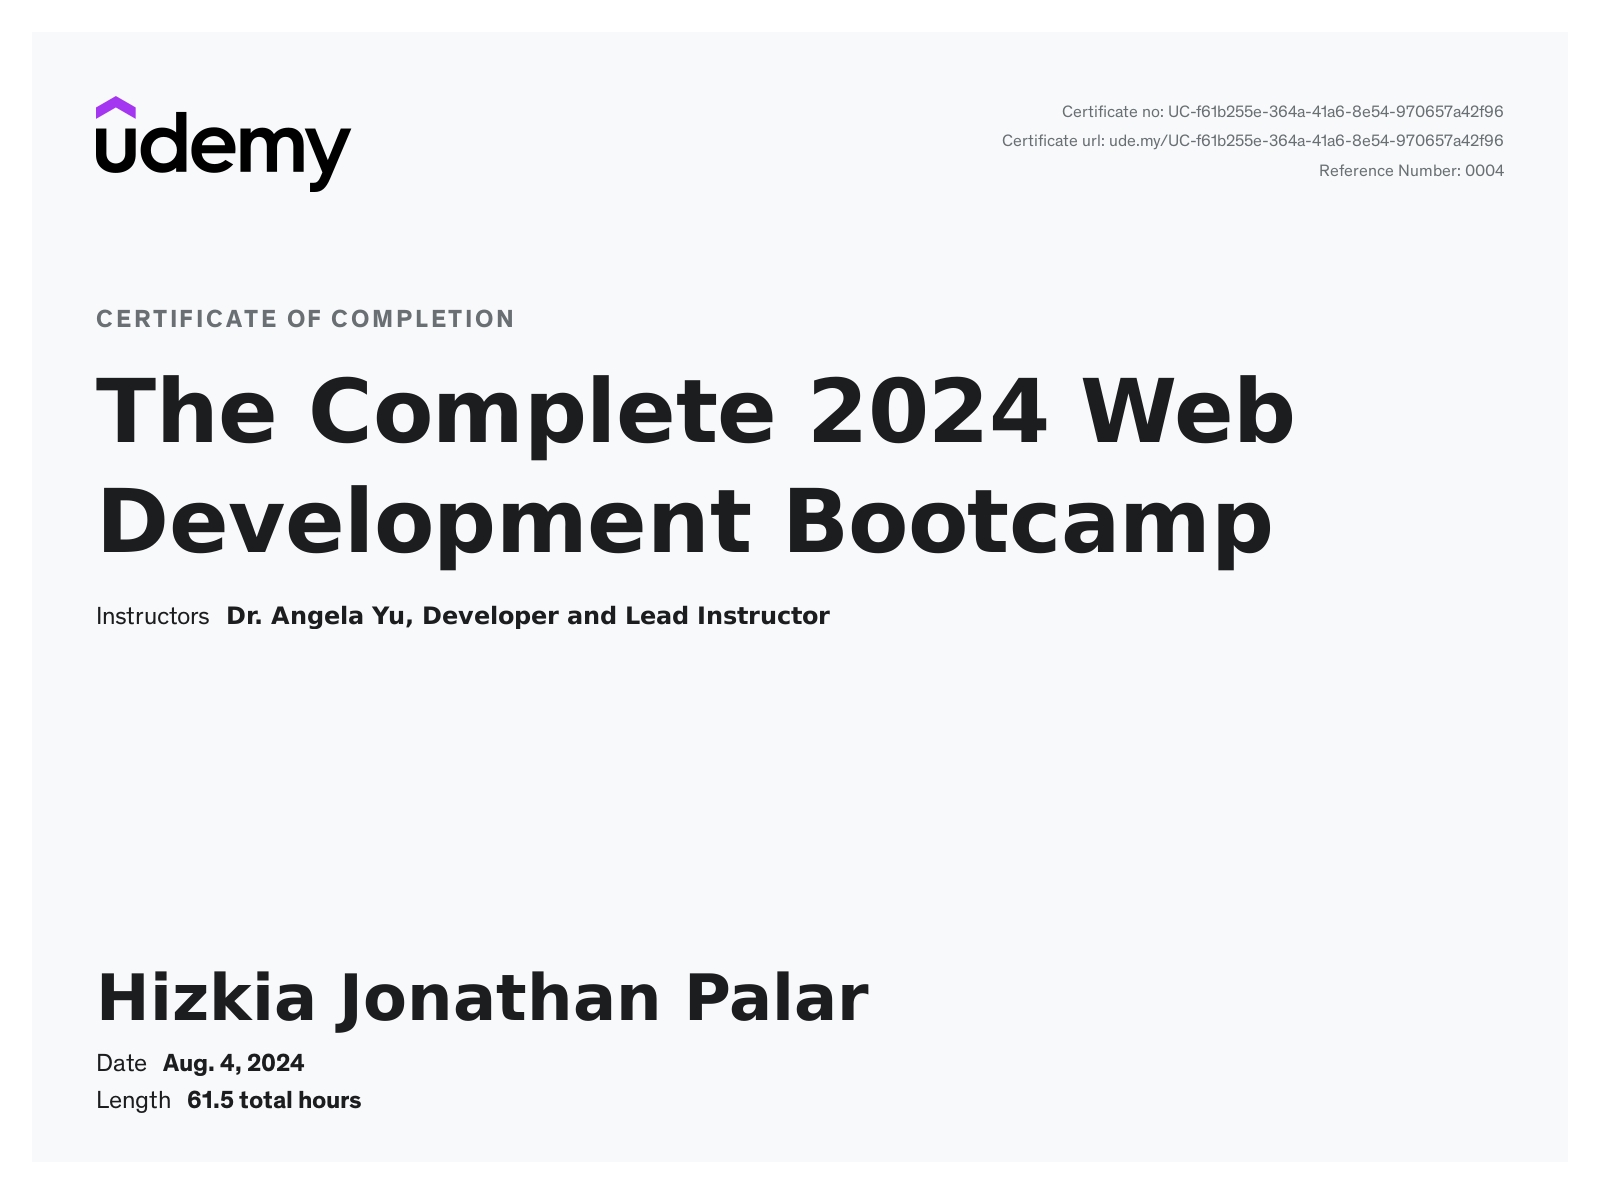 udemy
Certificate no: UC-f61b255e-364a-41a6-8e54-970657a42f96
Certificate url: ude.my/UC-f61b255e-364a-41a6-8e54-970657a42f96
Reference Number: 0004
CERTIFICATE OF COMPLETION
The Complete 2024 Web
Development Bootcamp
Instructors Dr. Angela Yu, Developer and Lead Instructor
Hizkia Jonathan Palar
Date Aug. 4, 2024
Length 61.5 total hours